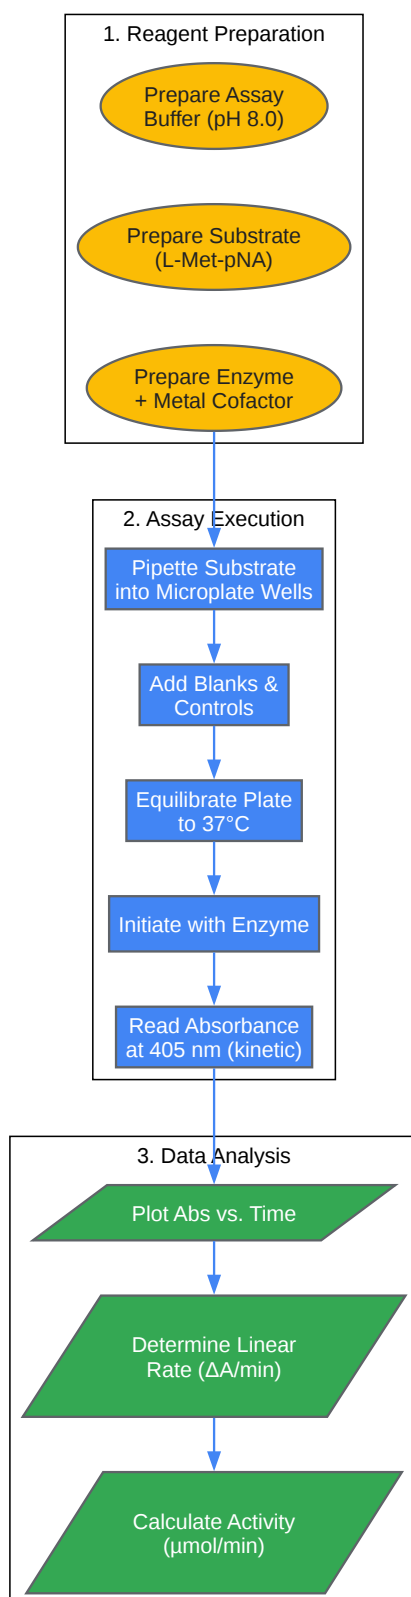 1. Reagent Preparation
Prepare Assay
Buffer (pH 8.0)
Prepare Substrate
(L-Met-pNA)
Prepare Enzyme
+ Metal Cofactor
2. Assay Execution
Pipette Substrate
into Microplate Wells
Add Blanks &
Controls
Equilibrate Plate
to 37°C
Initiate with Enzyme
Read Absorbance
at 405 nm (kinetic)
3. Data Analysis
Plot Abs vs. Time
Determine Linear
Rate (ΔA/min)
Calculate Activity
(µmol/min)